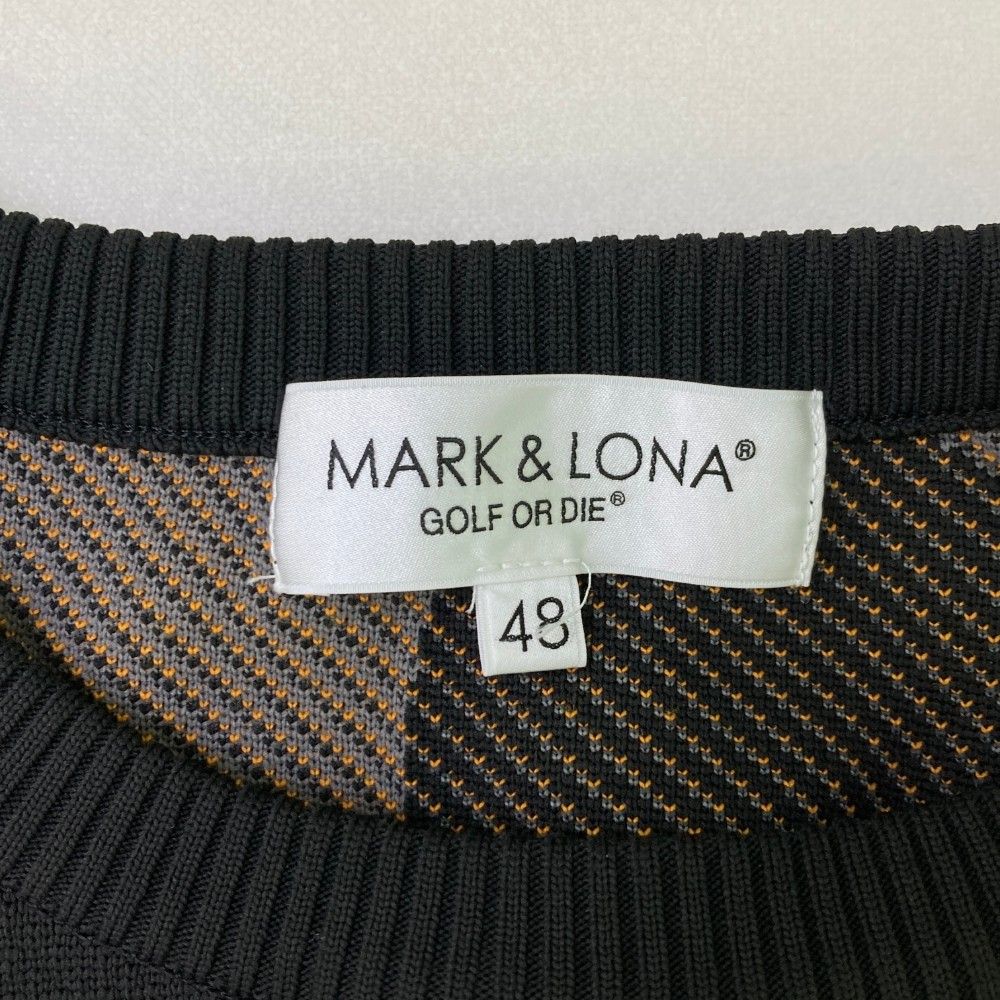 MARK & LONA®
GOLF OR DIE®
48